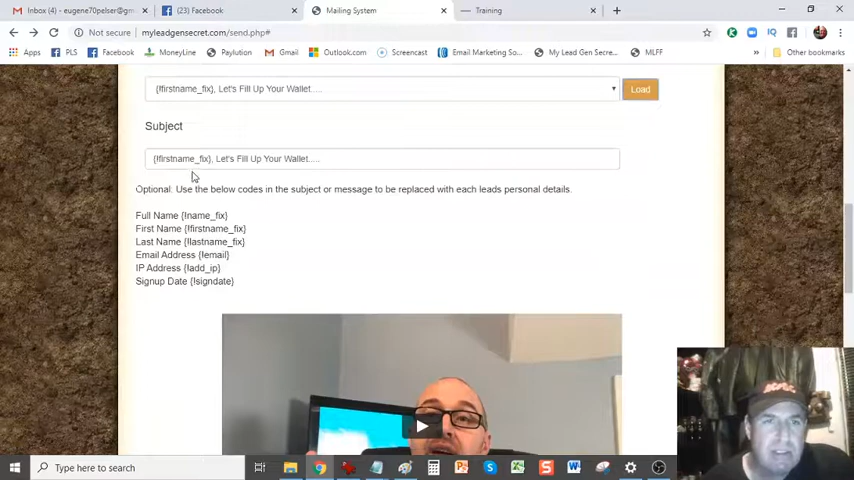 Inbox (4) - eugene70pelser@gm
(23) Facebook
Mailing System
Training
Not secure
myleadgensecret.com/send.php#
Apps
PLS
Facebook
MoneyLine
Paylution
Gmail
Outlook.com
Screencast
Email Marketing So...
My Lead Gen Secre...
MLFF
Other bookmarks
{!firstname_fix}, Let's Fill Up Your Wallet.....
Load
Subject
{!firstname_fix}, Let's Fill Up Your Wallet.....
Optional: Use the below codes in the subject or message to be replaced with each leads personal details.
Full Name {!name_fix}
First Name {!firstname_fix}
Last Name {!lastname_fix}
Email Address {!email}
IP Address {!add_ip}
Signup Date {!signdate}
Type here to search